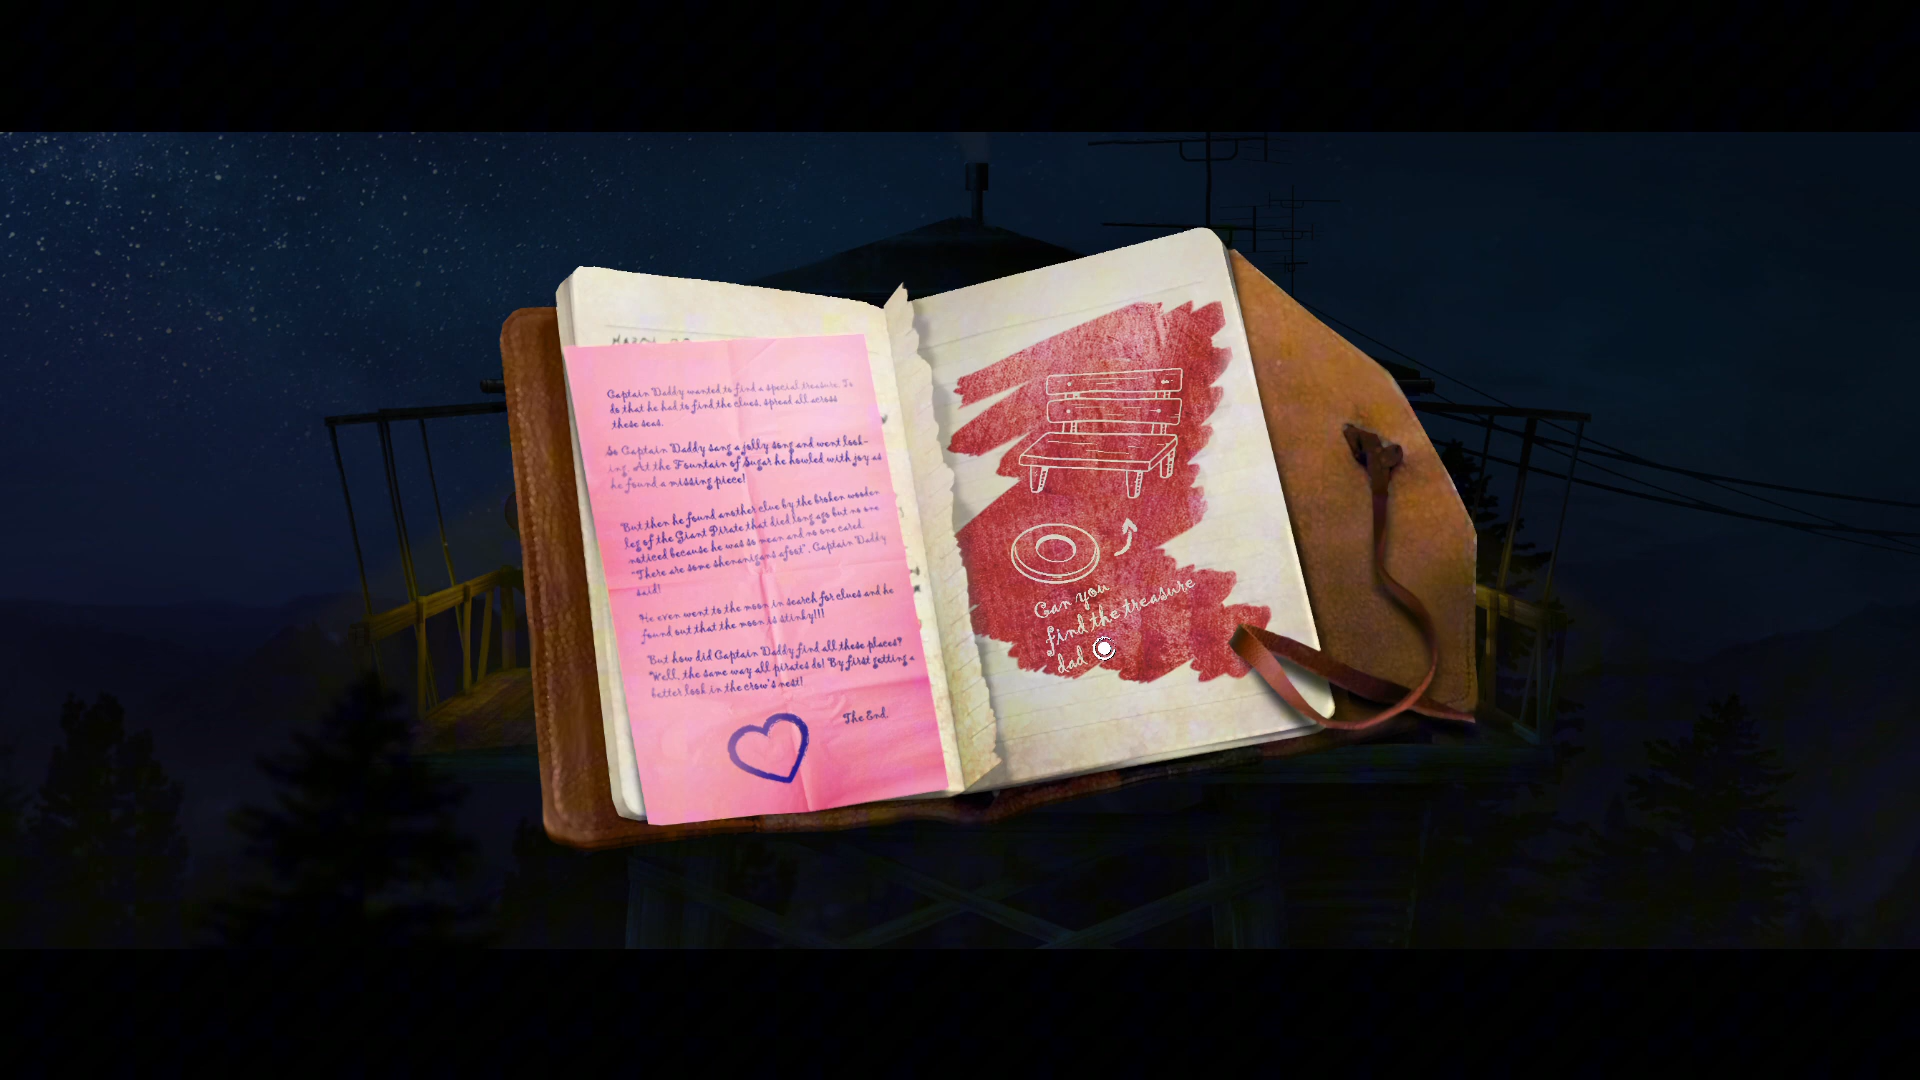 Captain Daddy wanted to find a special treasure. To
do that he had to find the clues, spread all across
these seas.
So Captain Daddy sang a jolly song and went look-
ing. At the Fountain of Sugar he howled with joy as
he found a missing piece!
But then he found another clue by the broken wooden
leg of the Giant Pirate that died long ago but no one
noticed because he was so mean and no one cared.
"There are some shenanigans afoot", Captain Daddy
said!
He even went to the moon in search for clues and he
found out that the moon is stinky!!!
But how did Captain Daddy find all these places?
Well, the same way all pirates do! By first getting a
better look in the crow's nest!
The End
Can you
find the treasure
dad